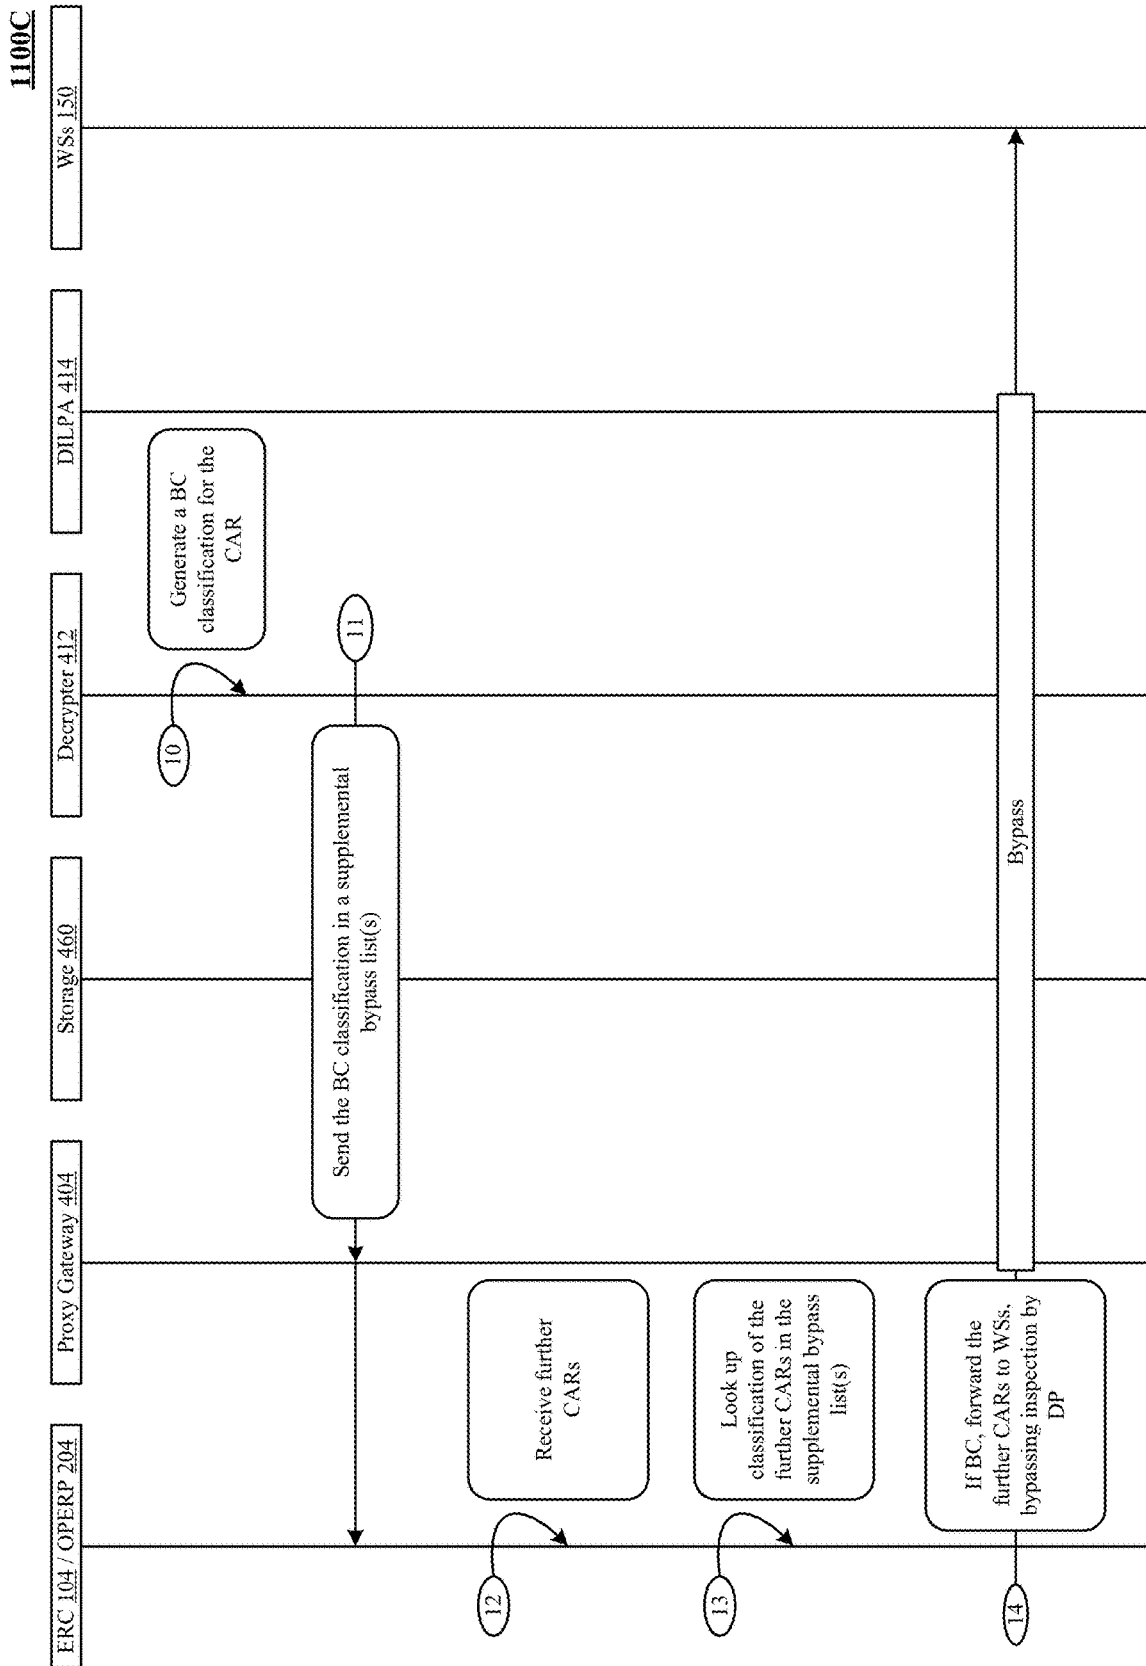 1100C
ERC 104 / OPERP 204
Proxy Gateway 404
Storage 460
Decrypter 412
DILPA 414
WSs 150
10
Generate a BC
classification for the
CAR
11
Send the BC classification in a supplemental
bypass list(s)
12
Receive further
CARs
13
Look up
classification of the
further CARs in the
supplemental bypass
list(s)
14
If BC, forward the
further CARs to WSs,
bypassing inspection by
DP
Bypass